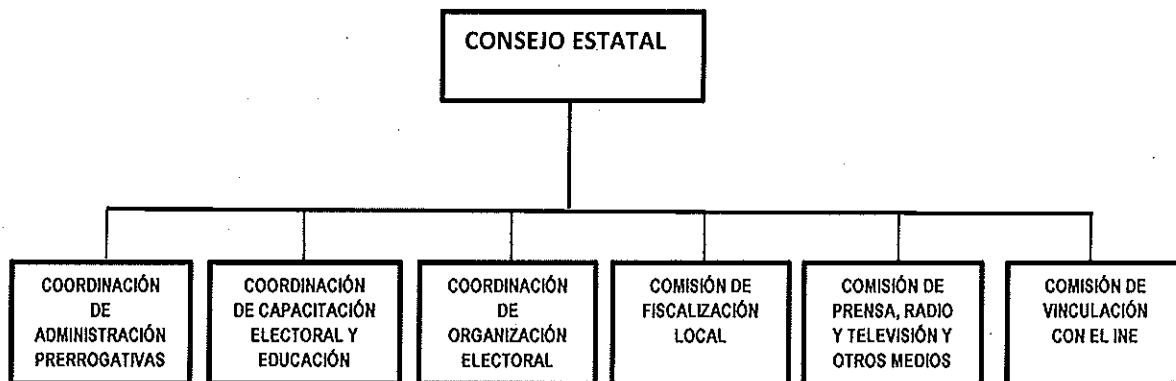 CONSEJO ESTATAL
COORDINACIÓN
DE
ADMINISTRACIÓN
PRERROGATIVAS
COORDINACIÓN
DE CAPACITACIÓN
ELECTORAL Y
EDUCACIÓN
COORDINACIÓN
DE
ORGANIZACIÓN
ELECTORAL
COMISIÓN DE
FISCALIZACIÓN
LOCAL
COMISIÓN DE
PRENSA, RADIO
Y TELEVISIÓN Y
OTROS MEDIOS
COMISIÓN DE
VINCULACIÓN
CON EL INE